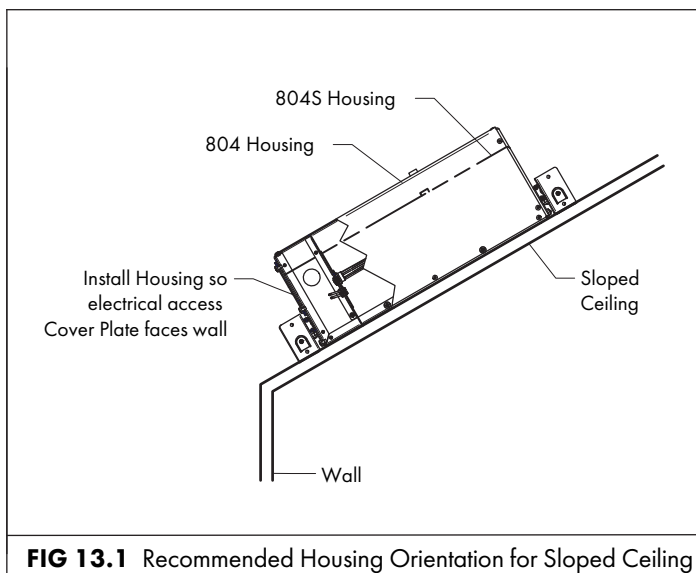 804S Housing
804 Housing
Install Housing so
electrical access
Cover Plate faces wall
Sloped
Ceiling
Wall
FIG 13.1 Recommended Housing Orientation for Sloped Ceiling